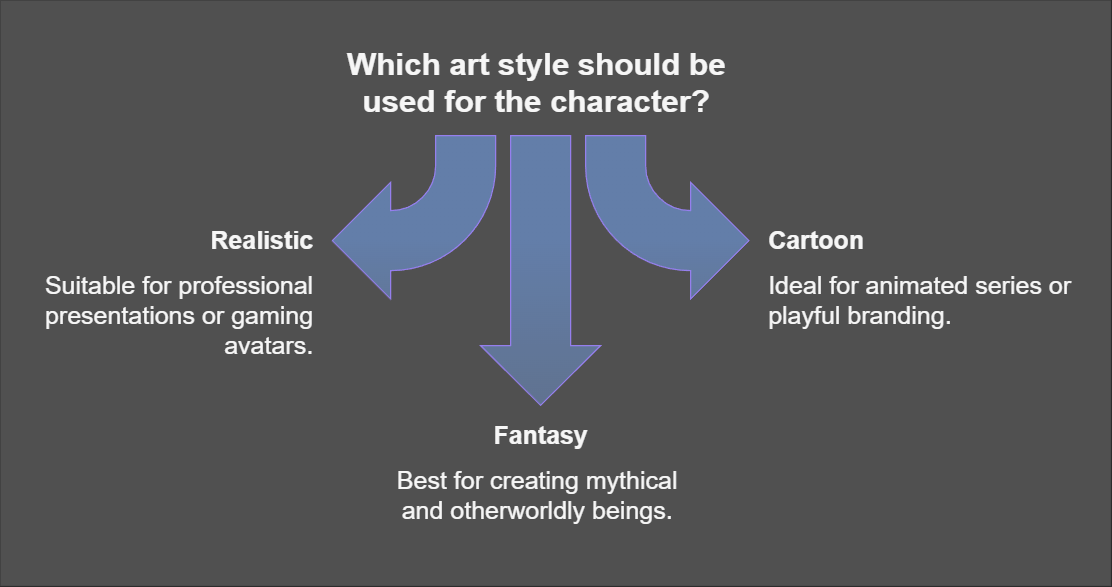 Which art style should be
used for the character?
Realistic
Suitable for professional
presentations or gaming
avatars.
Cartoon
Ideal for animated series or
playful branding.
Fantasy
Best for creating mythical
and otherworldly beings.